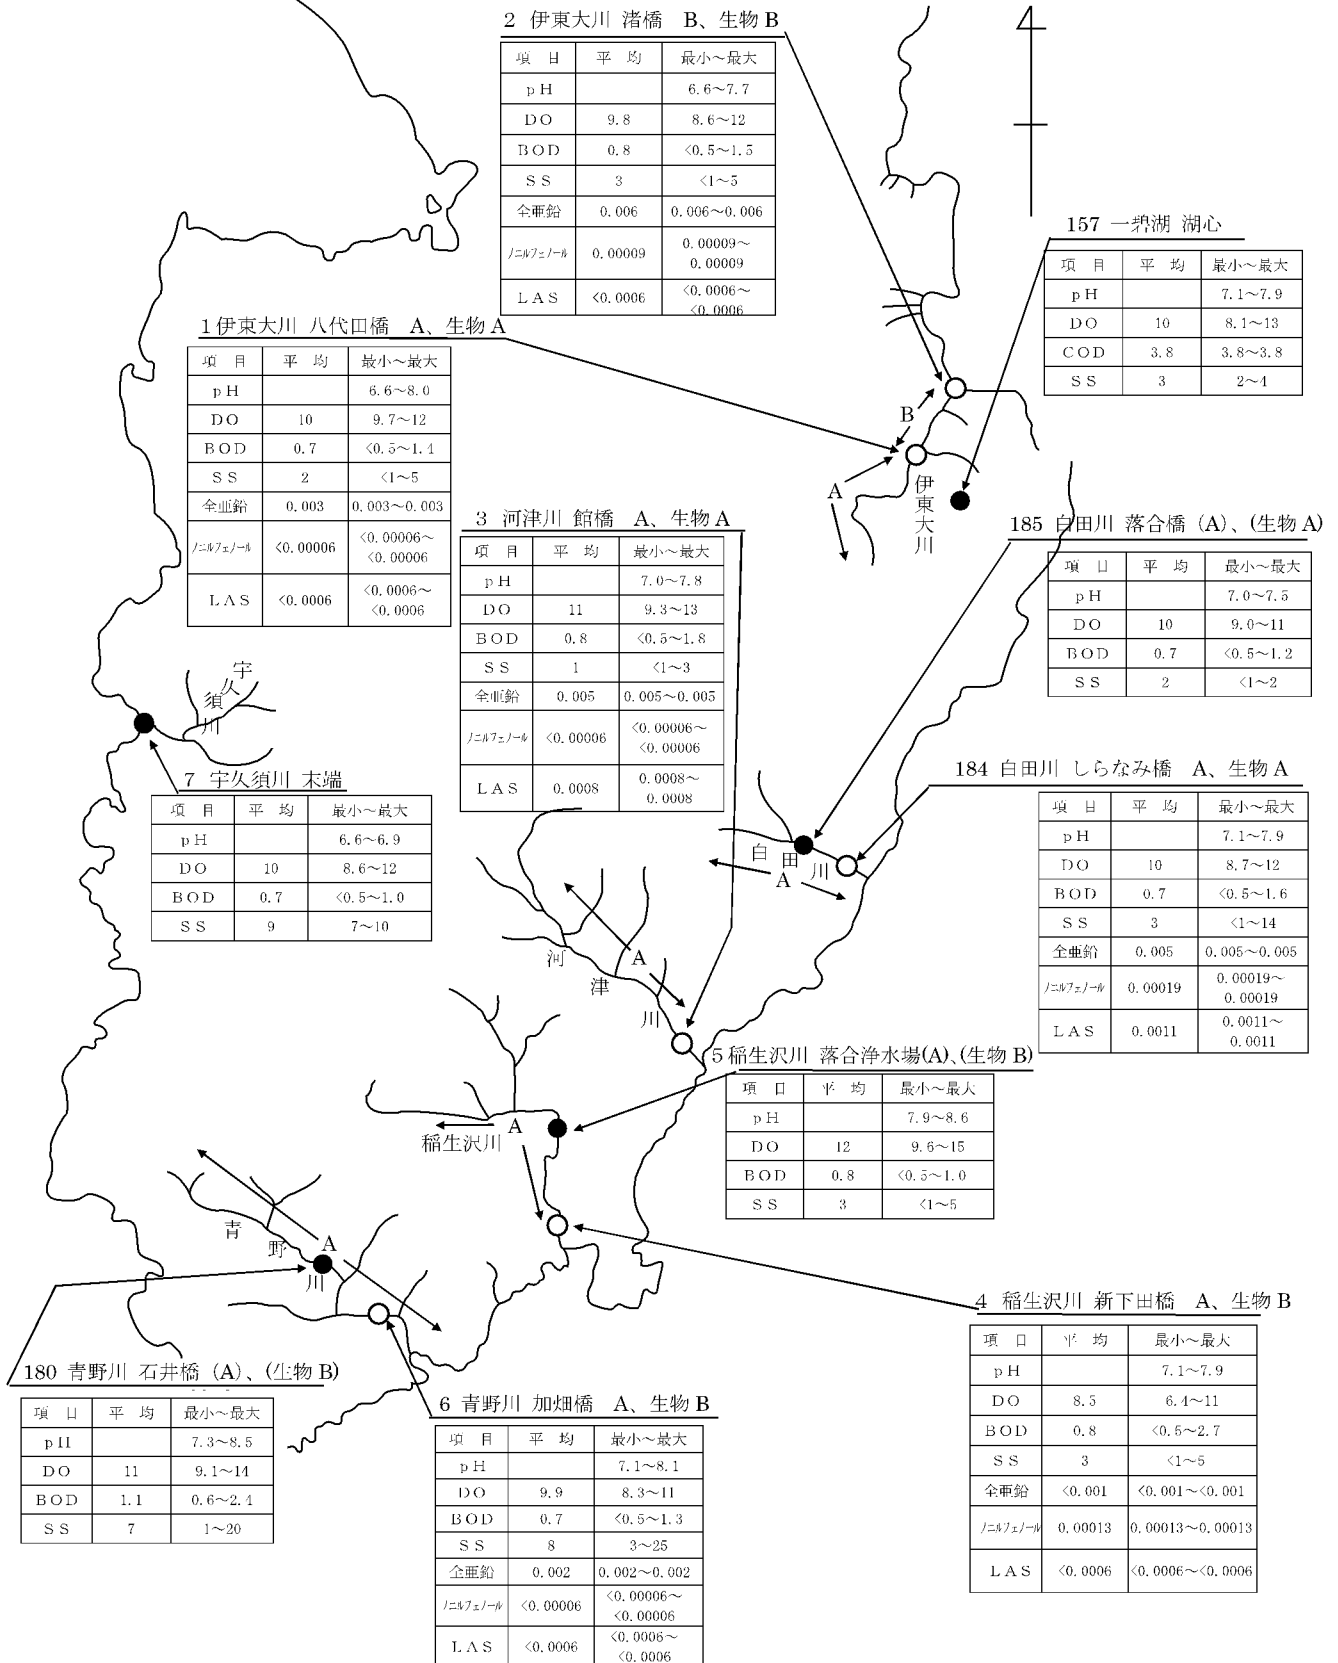 2 伊東大川 渚橋 B、生物 B
項 目 平 均 最小～最大
pH 6.6～7.7
DO 9.8 8.6～12
BOD 0.8 <0.5～1.5
SS 3 <1～5
全亜鉛 0.006 0.006～0.006
ノニルフェノール 0.00009 0.00009～
0.00009
LAS <0.0006 <0.0006～
<0.0006
157 一碧湖 湖心
項 目 平 均 最小～最大
pH 7.1～7.9
DO 10 8.1～13
COD 3.8 3.8～3.8
SS 3 2～4
1 伊東大川 八代田橋 A、生物 A
項 目 平 均 最小～最大
pH 6.6～8.0
DO 10 9.7～12
BOD 0.7 <0.5～1.4
SS 2 <1～5
全亜鉛 0.003 0.003～0.003
ノニルフェノール <0.00006 <0.00006～
<0.00006
LAS <0.0006 <0.0006～
<0.0006
B
A
伊東大川
3 河津川 館橋 A、生物 A
項 目 平 均 最小～最大
pH 7.0～7.8
DO 11 9.3～13
BOD 0.8 <0.5～1.8
SS 1 <1～3
全亜鉛 0.005 0.005～0.005
ノニルフェノール <0.00006 <0.00006～
<0.00006
LAS 0.0008 0.0008～
0.0008
185 白田川 落合橋 (A)、(生物 A)
項 目 平 均 最小～最大
pH 7.0～7.5
DO 10 9.0～11
BOD 0.7 <0.5～1.2
SS 2 <1～2
宇久須川
7 宇久須川 末端
項 目 平 均 最小～最大
pH 6.6～6.9
DO 10 8.6～12
BOD 0.7 <0.5～1.0
SS 9 7～10
184 白田川 しらなみ橋 A、生物 A
項 目 平 均 最小～最大
pH 7.1～7.9
DO 10 8.7～12
BOD 0.7 <0.5～1.6
SS 3 <1～14
全亜鉛 0.005 0.005～0.005
ノニルフェノール 0.00019 0.00019～
0.00019
LAS 0.0011 0.0011～
0.0011
白田川
A
河津川
A
5 稲生沢川 落合浄水場(A)、(生物 B)
項 目 平 均 最小～最大
pH 7.9～8.6
DO 12 9.6～15
BOD 0.8 <0.5～1.0
SS 3 <1～5
A
稲生沢川
青野川
A
4 稲生沢川 新下田橋 A、生物 B
項 目 平 均 最小～最大
pH 7.1～7.9
DO 8.5 6.4～11
BOD 0.8 <0.5～2.7
SS 3 <1～5
全亜鉛 <0.001 <0.001～<0.001
ノニルフェノール 0.00013 0.00013～0.00013
LAS <0.0006 <0.0006～<0.0006
180 青野川 石井橋 (A)、(生物 B)
項 目 平 均 最小～最大
pH 7.3～8.5
DO 11 9.1～14
BOD 1.1 0.6～2.4
SS 7 1～20
6 青野川 加畑橋 A、生物 B
項 目 平 均 最小～最大
pH 7.1～8.1
DO 9.9 8.3～11
BOD 0.7 <0.5～1.3
SS 8 3～25
全亜鉛 0.002 0.002～0.002
ノニルフェノール <0.00006 <0.00006～
<0.00006
LAS <0.0006 <0.0006～
<0.0006